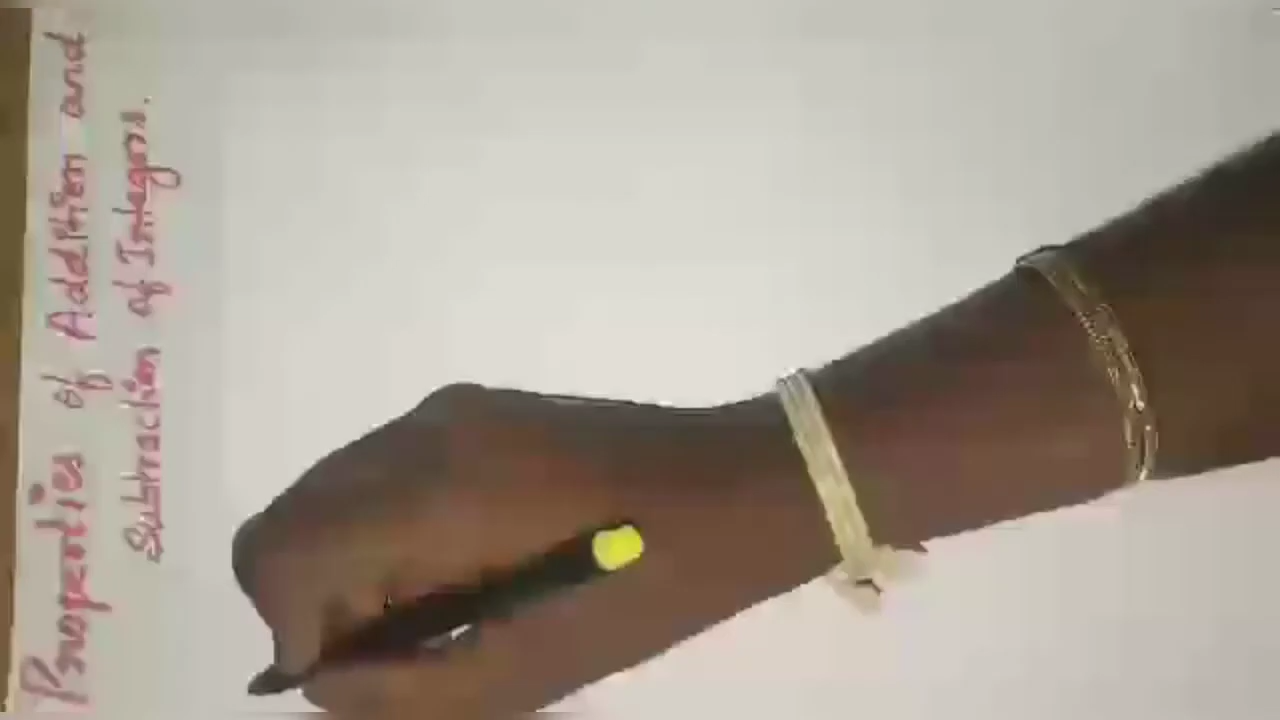 Properties of Addition and
Subtraction of Integers.